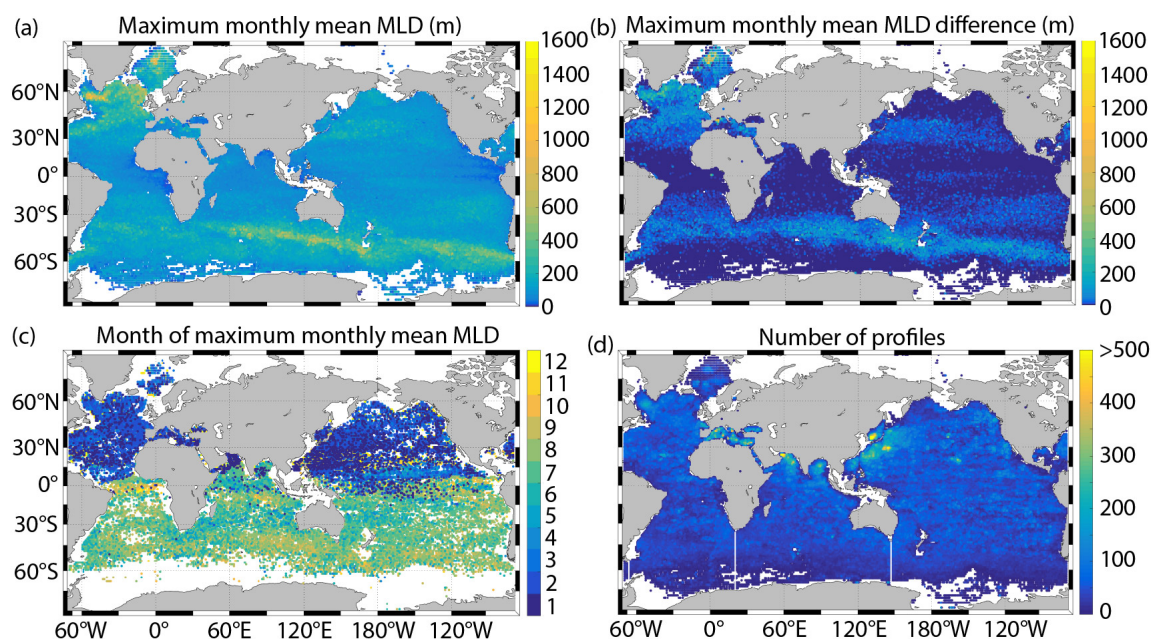 (a) Maximum monthly mean MLD (m)
1600
1400
1200
1000
800
600
400
200
0
60°N
30°N
0°
30°S
60°S
(b) Maximum monthly mean MLD difference (m)
1600
1400
1200
1000
800
600
400
200
0
(c) Month of maximum monthly mean MLD
12
11
10
9
8
7
6
5
4
3
2
1
60°N
30°N
0°
30°S
60°S
60°W 0° 60°E 120°E 180°W 120°W
(d) Number of profiles
>500
400
300
200
100
0
60°W 0° 60°E 120°E 180°W 120°W